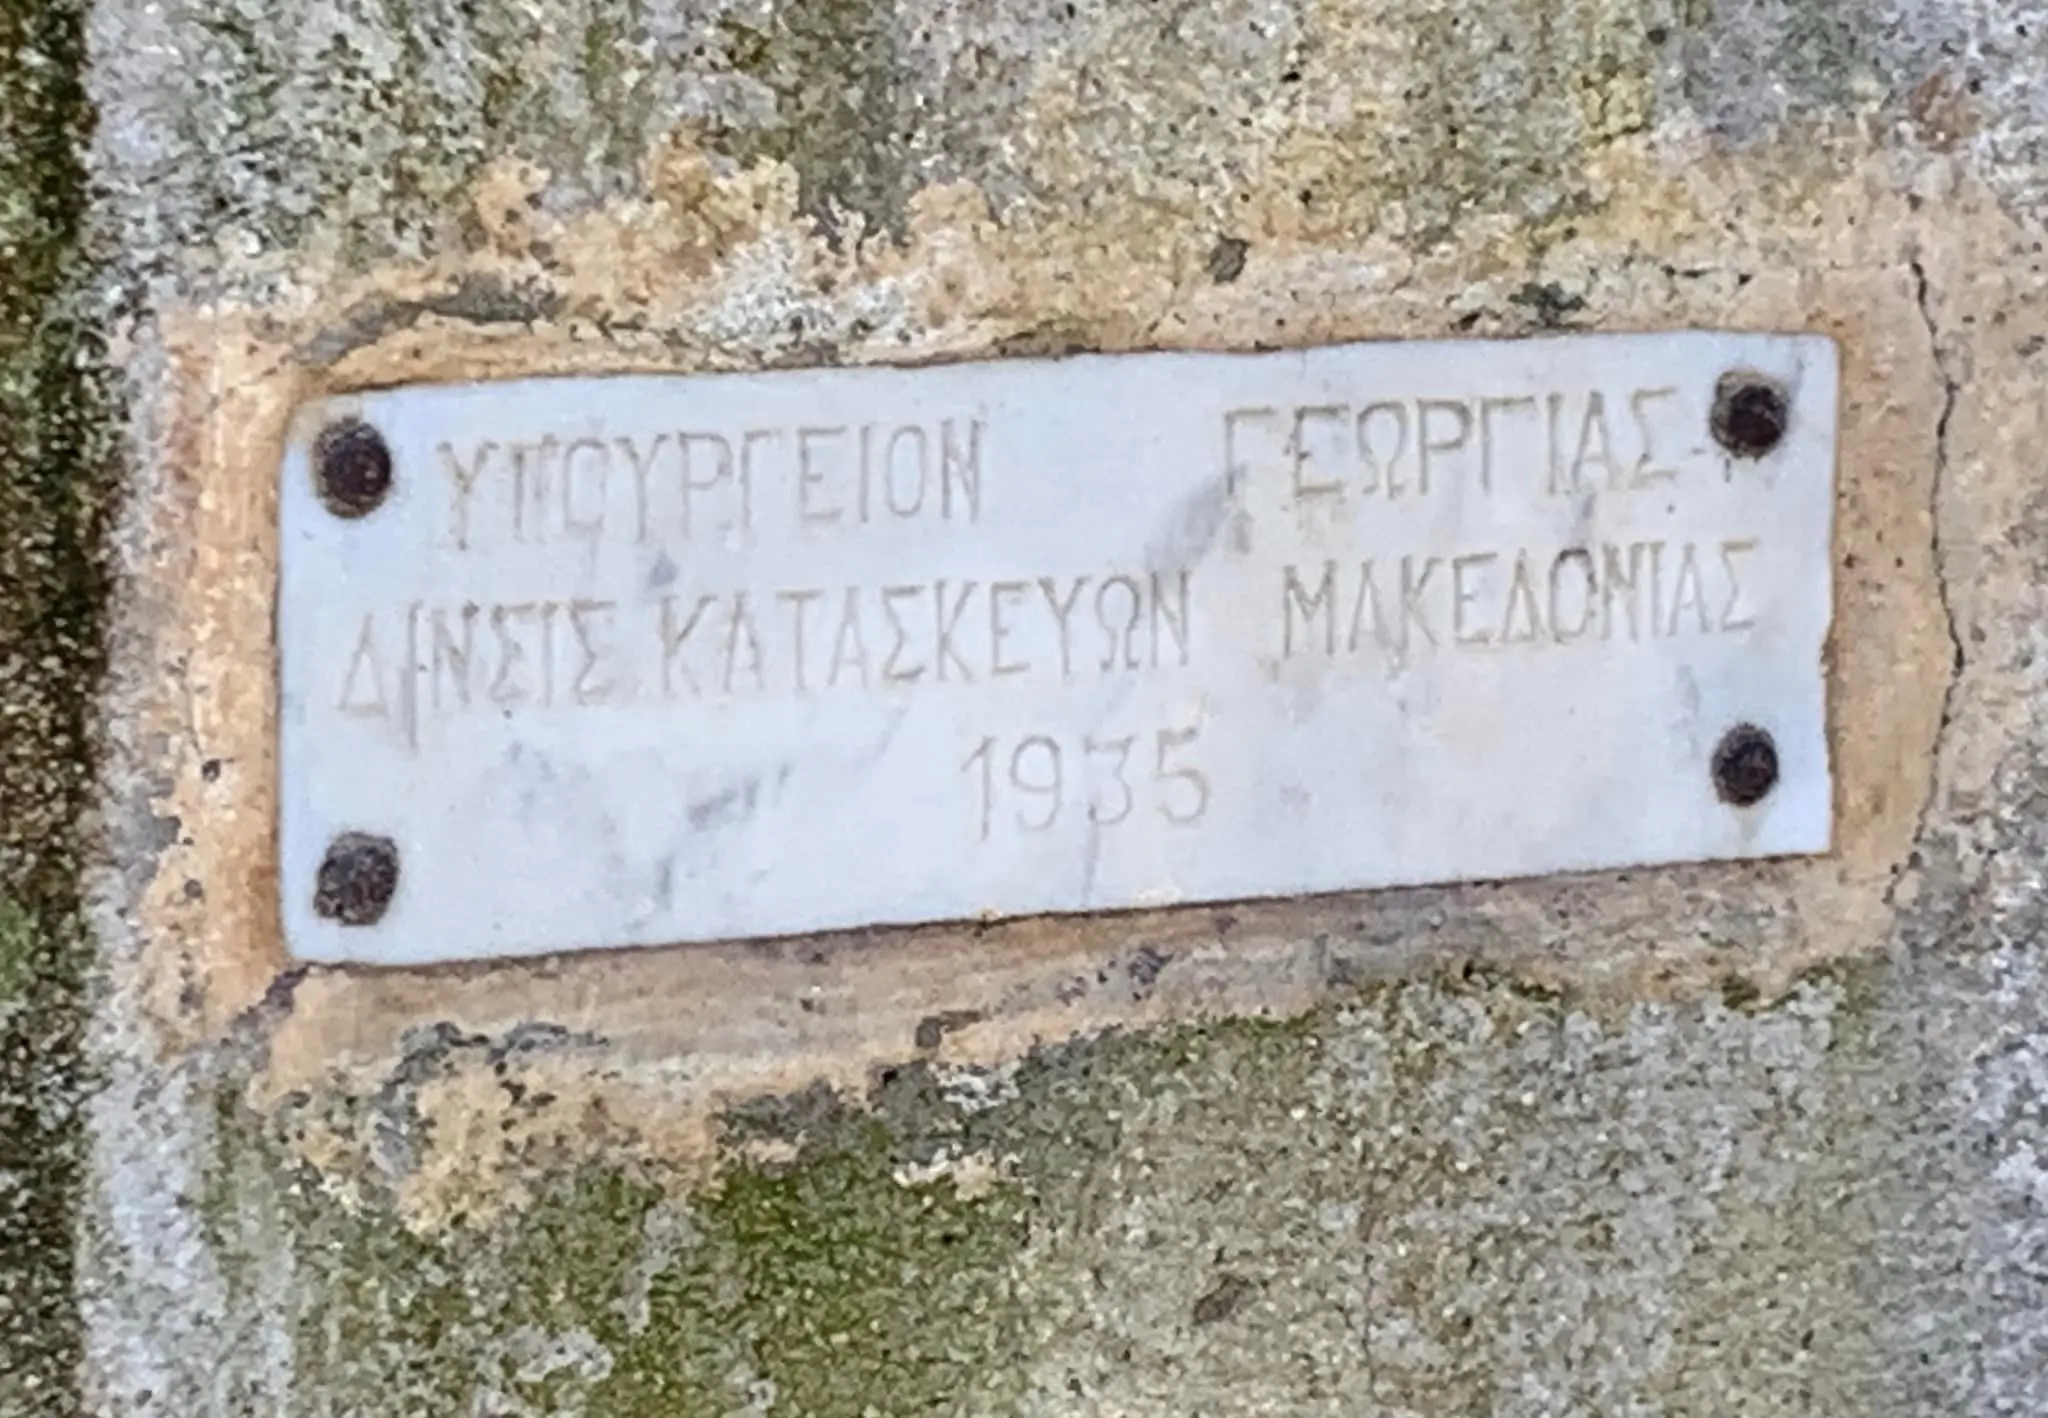 ΥΠΟΥΡΓΕΙΟΝ ΓΕΩΡΓΙΑΣ
Δ/ΝΣΙΣ ΚΑΤΑΣΚΕΥΩΝ ΜΑΚΕΔΟΝΙΑΣ
1935